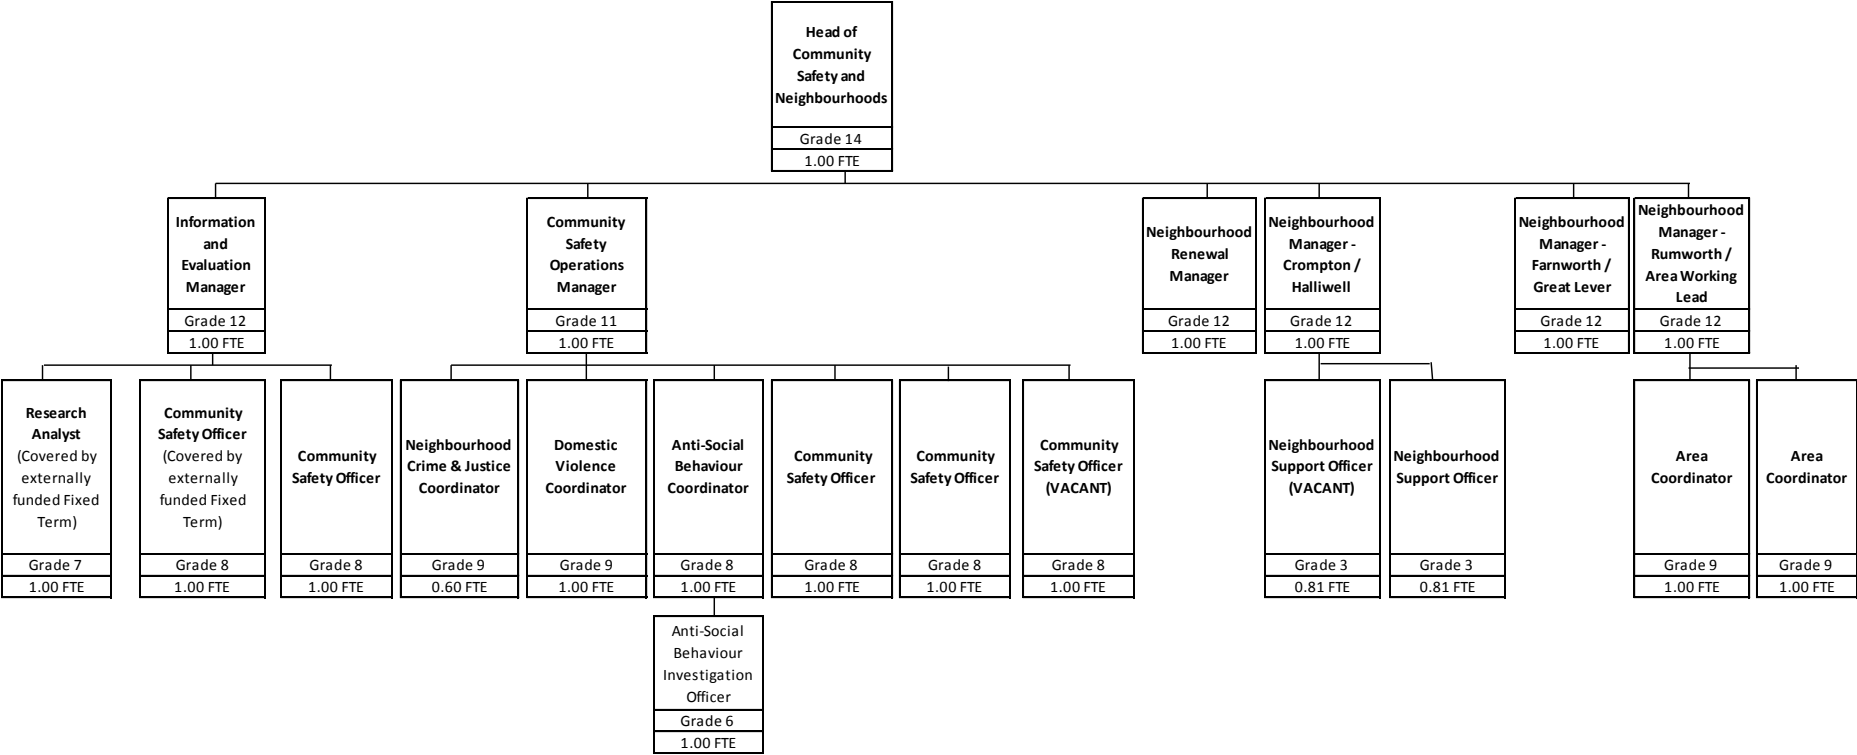 Head of
Community
Safety and
Neighbourhoods
Grade 14
1.00 FTE
Information
and
Evaluation
Manager
Grade 12
1.00 FTE
Community
Safety
Operations
Manager
Grade 11
1.00 FTE
Neighbourhood
Renewal
Manager
Grade 12
1.00 FTE
Neighbourhood
Manager -
Crompton /
Halliwell
Grade 12
1.00 FTE
Neighbourhood
Manager -
Farnworth /
Great Lever
Grade 12
1.00 FTE
Neighbourhood
Manager -
Rumworth /
Area Working
Lead
Grade 12
1.00 FTE
Research
Analyst
(Covered by
externally
funded Fixed
Term)
Grade 7
1.00 FTE
Community
Safety Officer
(Covered by
externally
funded Fixed
Term)
Grade 8
1.00 FTE
Community
Safety Officer
Grade 8
1.00 FTE
Neighbourhood
Crime & Justice
Coordinator
Grade 9
0.60 FTE
Domestic
Violence
Coordinator
Grade 9
1.00 FTE
Anti-Social
Behaviour
Coordinator
Grade 8
1.00 FTE
Community
Safety Officer
Grade 8
1.00 FTE
Community
Safety Officer
Grade 8
1.00 FTE
Community
Safety Officer
(VACANT)
Grade 8
1.00 FTE
Neighbourhood
Support Officer
(VACANT)
Grade 3
0.81 FTE
Neighbourhood
Support Officer
Grade 3
0.81 FTE
Area
Coordinator
Grade 9
1.00 FTE
Area
Coordinator
Grade 9
1.00 FTE
Anti-Social
Behaviour
Investigation
Officer
Grade 6
1.00 FTE